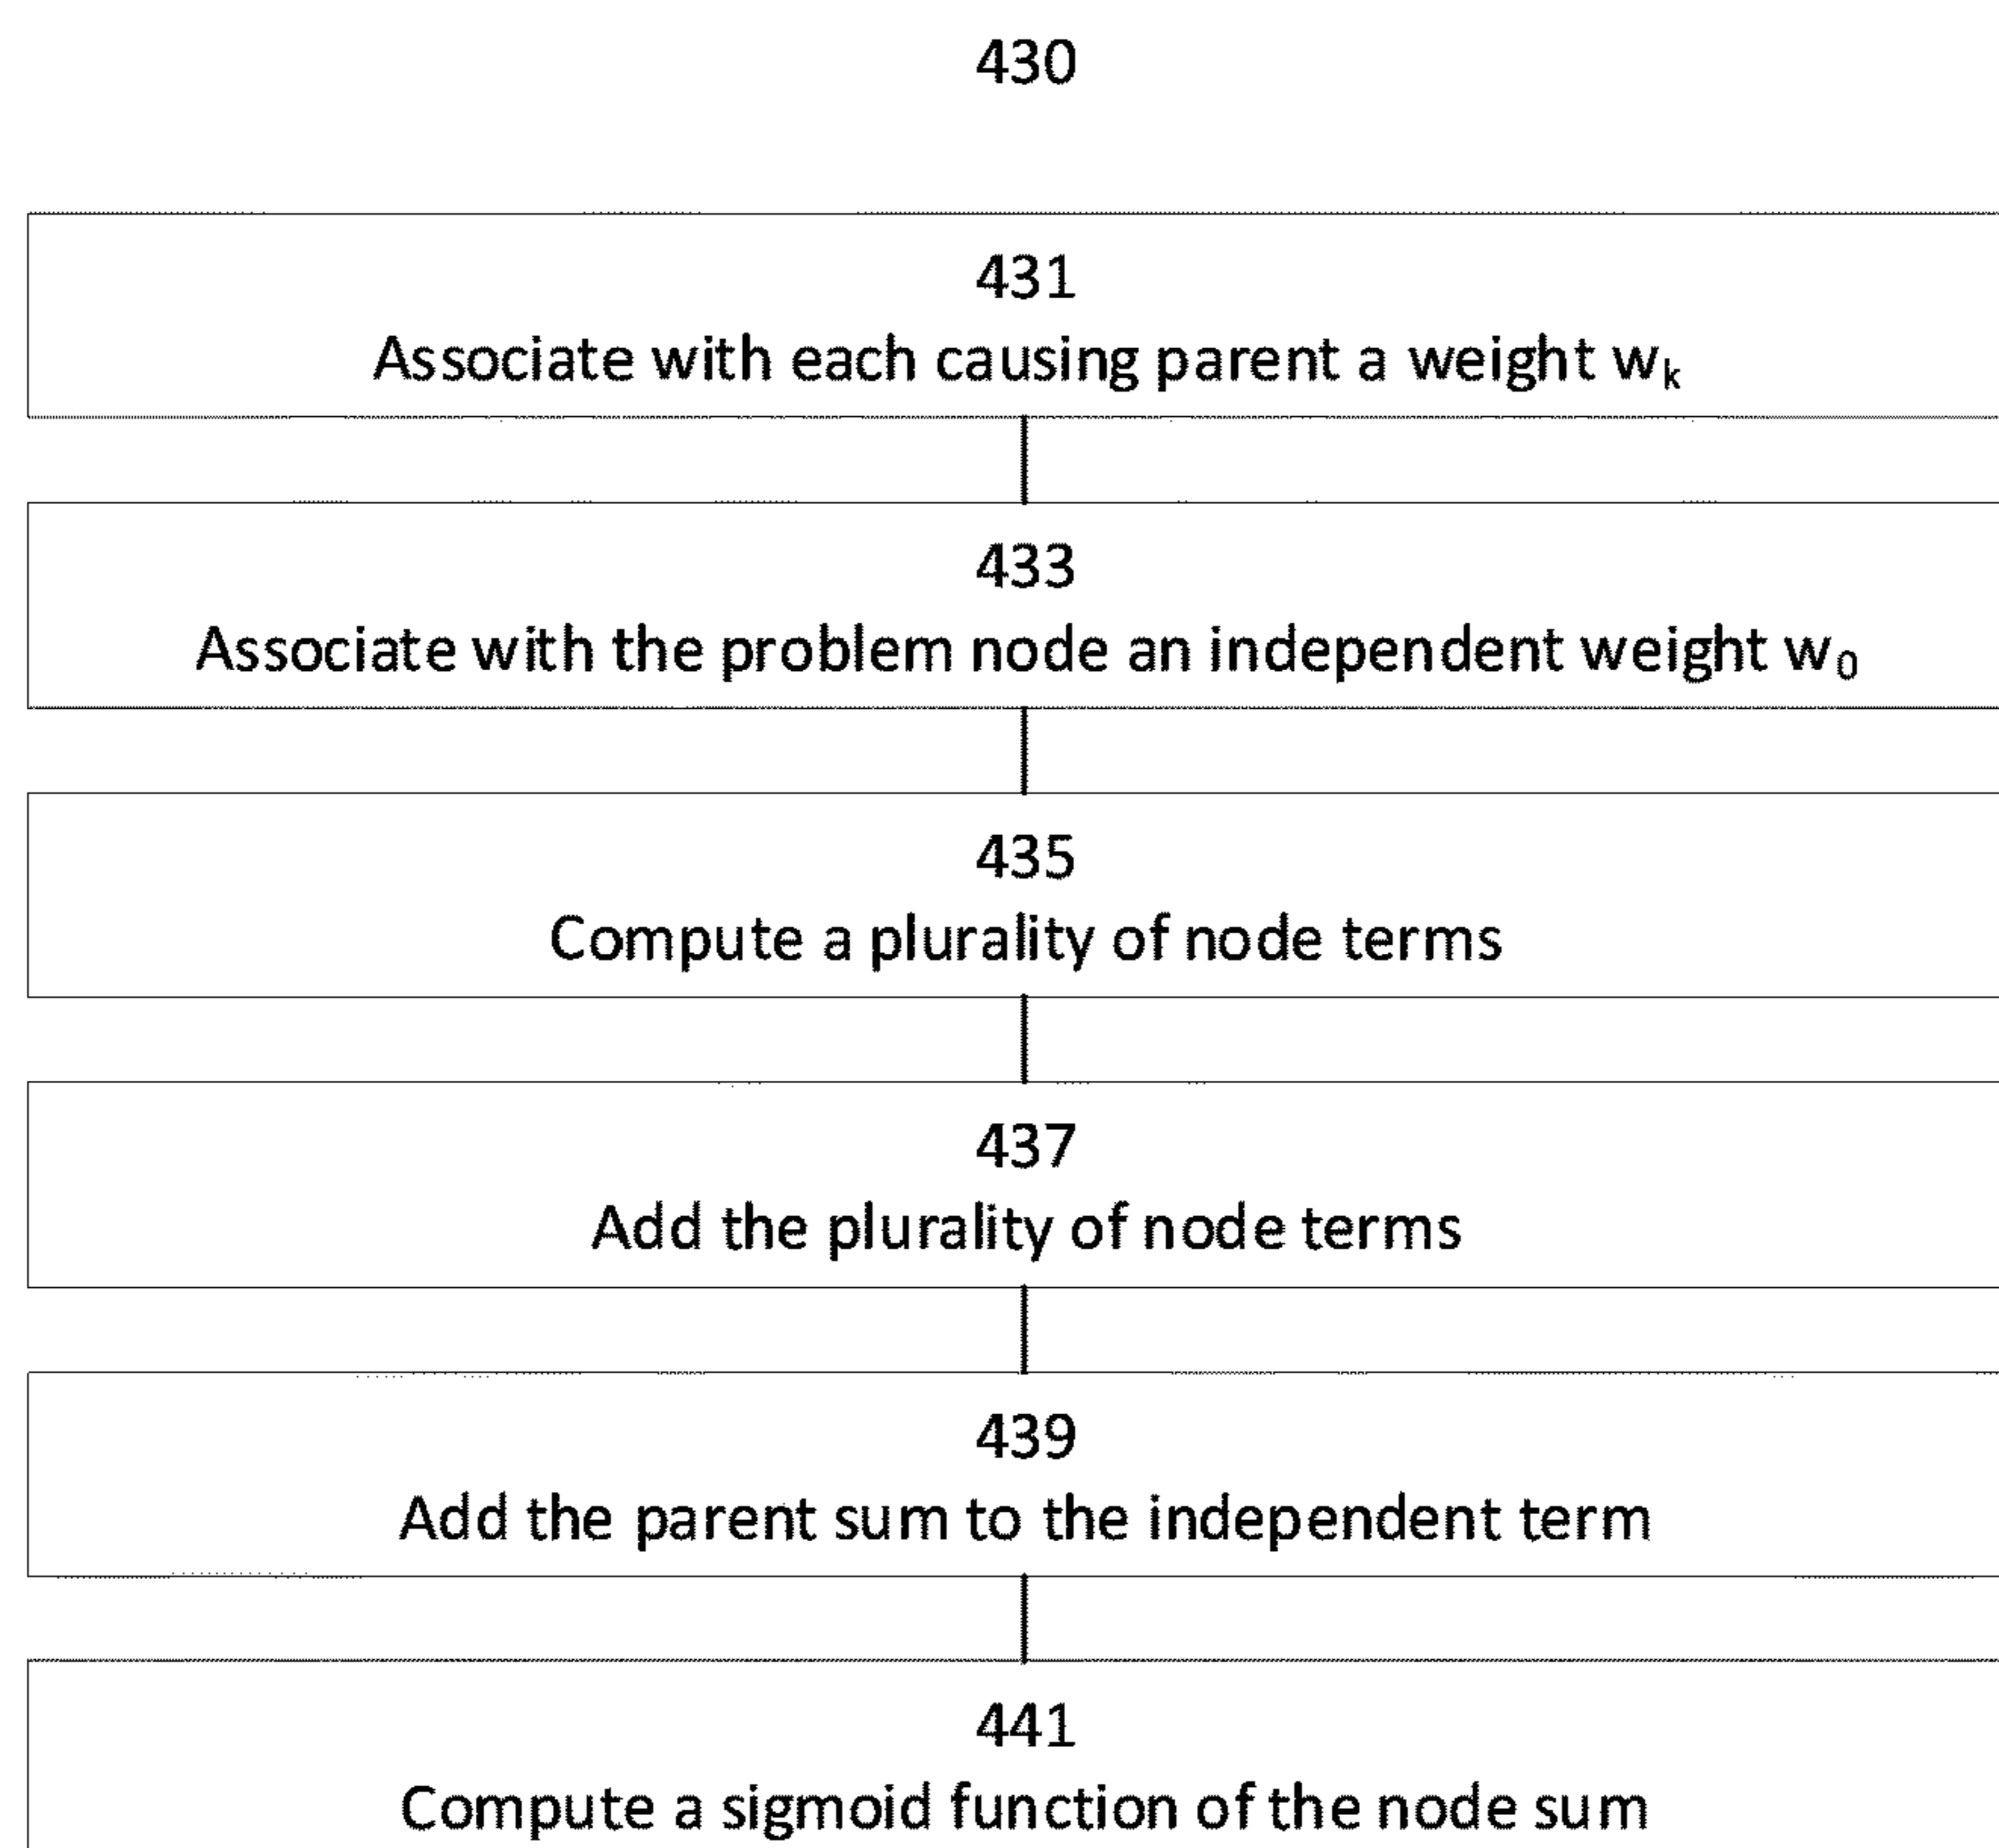 430
431
Associate with each causing parent a weight wₖ
433
Associate with the problem node an independent weight w₀
435
Compute a plurality of node terms
437
Add the plurality of node terms
439
Add the parent sum to the independent term
441
Compute a sigmoid function of the node sum